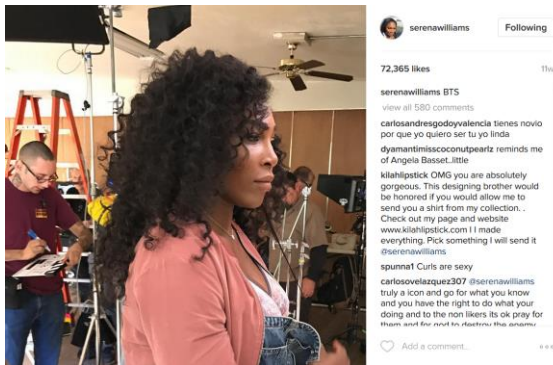 serenawilliams
Following
72,365 likes
11w
serenawilliams BTS
view all 580 comments
carlosandresgodoyvalencia tienes novio
por que yo quiero ser tu yo linda
dyamantimisscoconutpearlz reminds me
of Angela Basset..little
kilahlipstick OMG you are absolutely
gorgeous. This designing brother would
be honored if you would allow me to
send you a shirt from my collection. .
Check out my page and website
www.kilahlipstick.com I I made
everything. Pick something I will send it
@serenawilliams
spunna1 Curls are sexy
carlosovelazquez307 @serenawilliams
truly a icon and go for what you know
and you have the right to do what your
doing and to the non likers its ok pray for
them and for god to destroy the enemy
Add a comment...